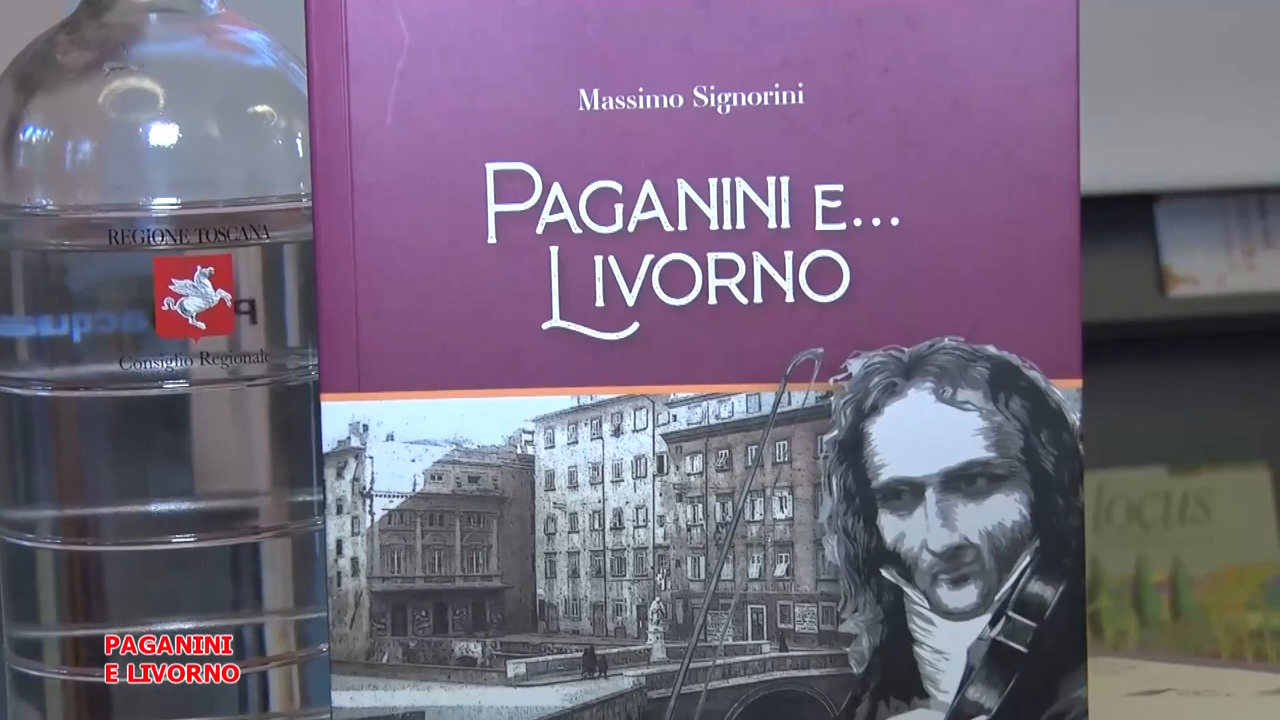 Massimo Signorini
PAGANINI E...
LIVORNO
REGIONE TOSCANA
Consiglio Regionale
locus
PAGANINI
E LIVORNO